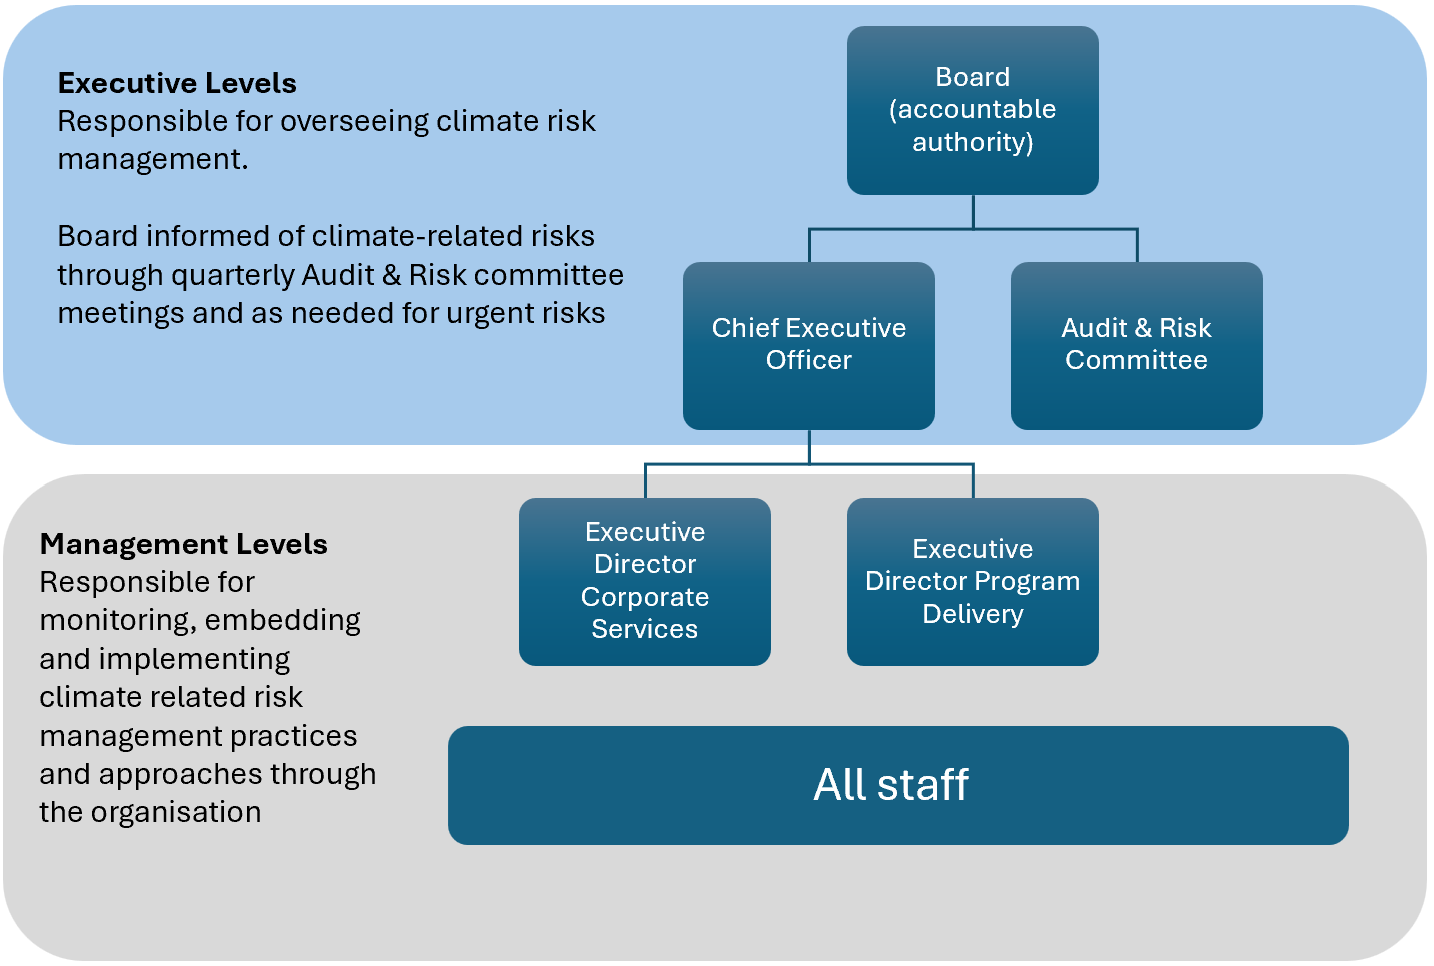 Executive Levels
Responsible for overseeing climate risk
management.
Board informed of climate-related risks
through quarterly Audit & Risk committee
meetings and as needed for urgent risks
Board
(accountable
authority)
Chief Executive
Officer
Audit & Risk
Committee
Management Levels
Responsible for
monitoring, embedding
and implementing
climate related risk
management practices
and approaches through
the organisation
Executive
Director
Corporate
Services
Executive
Director Program
Delivery
All staff